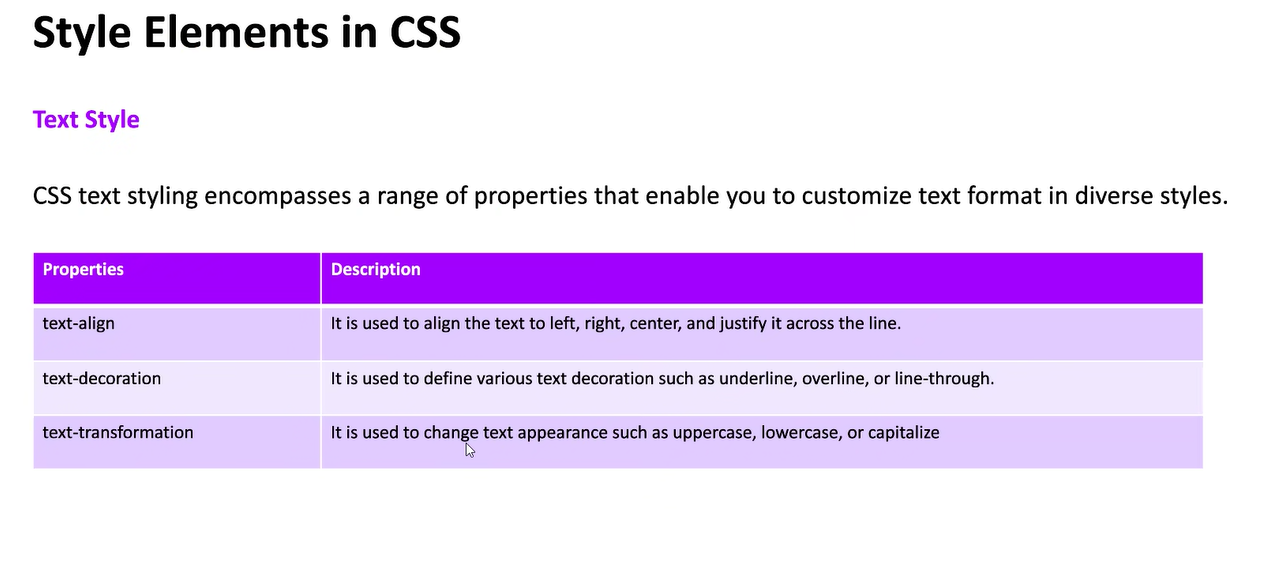 Style Elements in CSS
Text Style
CSS text styling encompasses a range of properties that enable you to customize text format in diverse styles.
Properties Description
text-align It is used to align the text to left, right, center, and justify it across the line.
text-decoration It is used to define various text decoration such as underline, overline, or line-through.
text-transformation It is used to change text appearance such as uppercase, lowercase, or capitalize